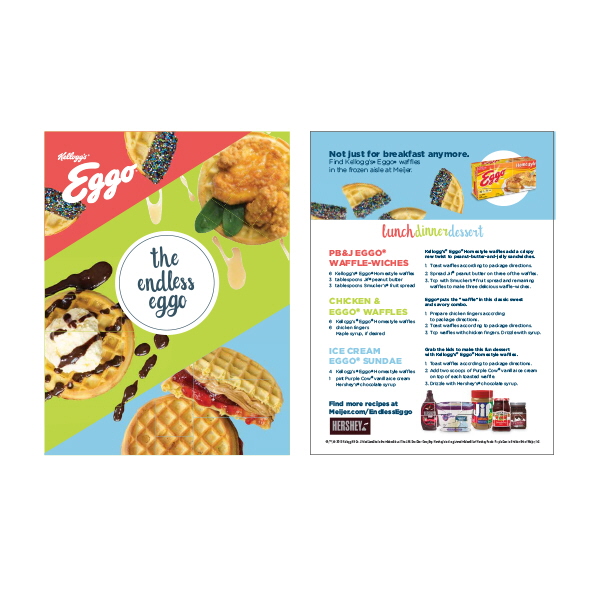 Kellogg's®
Eggo®
the
endless
eggo
Not just for breakfast anymore.
Find Kellogg's® Eggo® waffles
in the frozen aisle at Meijer.
Eggo
lunchdinnerdessert
PB&J EGGO®
WAFFLE-WICHES
6 Kellogg's® Eggo® Homestyle waffles
3 tablespoons Jif® peanut butter
3 tablespoons Smucker's® fruit spread
Kellogg's® Eggo® Homestyle waffles add a crispy
new twist to peanut-butter-and-jelly sandwiches.
1 Toast waffles according to package directions.
2 Spread Jif® peanut butter on three of the waffles.
3 Top with Smucker's® fruit spread and remaining
waffles to make three delicious waffle-wiches.
CHICKEN &
EGGO® WAFFLES
6 Kellogg's® Eggo® Homestyle waffles
6 chicken fingers
Maple syrup, if desired
Eggo® puts the "waffle" in this classic sweet
and savory combo.
1 Prepare chicken fingers according
to package directions.
2 Toast waffles according to package directions.
3 Top waffles with chicken fingers. Drizzle with syrup.
ICE CREAM
EGGO® SUNDAE
4 Kellogg's® Eggo® Homestyle waffles
1 pint Purple Cow® vanilla ice cream
Hershey's® chocolate syrup
Grab the kids to make this fun dessert
with Kellogg's® Eggo® Homestyle waffles.
1 Toast waffles according to package directions.
2 Add two scoops of Purple Cow® vanilla ice cream
on top of each toasted waffle.
3 Drizzle with Hershey's® chocolate syrup.
Find more recipes at
Meijer.com/EndlessEggo
HERSHEY
Jif